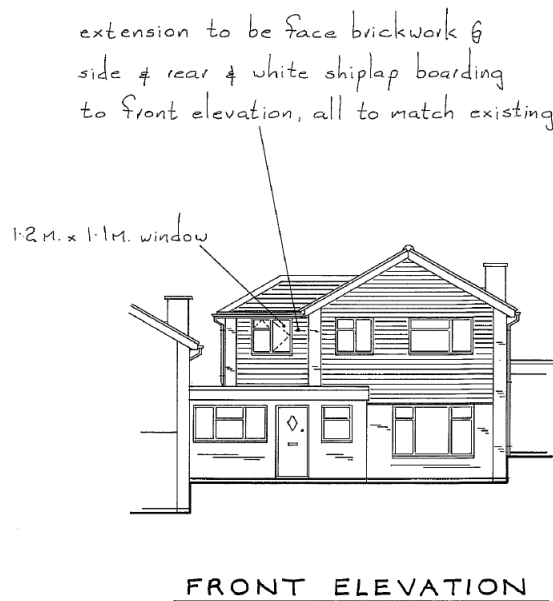 extension to be face brickwork
side & rear & white shiplap boarding
to front elevation, all to match existing
1·2M. x 1·1M. window
FRONT ELEVATION